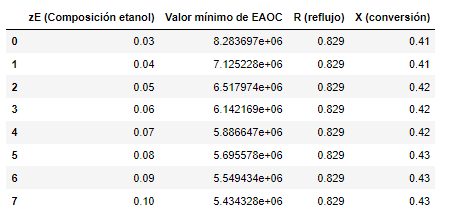 zE (Composición etanol) Valor mínimo de EAOC R (reflujo) X (conversión)
0 0.03 8.283697e+06 0.829 0.41
1 0.04 7.125228e+06 0.829 0.41
2 0.05 6.517974e+06 0.829 0.42
3 0.06 6.142169e+06 0.829 0.42
4 0.07 5.886647e+06 0.829 0.42
5 0.08 5.695578e+06 0.829 0.43
6 0.09 5.549434e+06 0.829 0.43
7 0.10 5.434328e+06 0.829 0.43